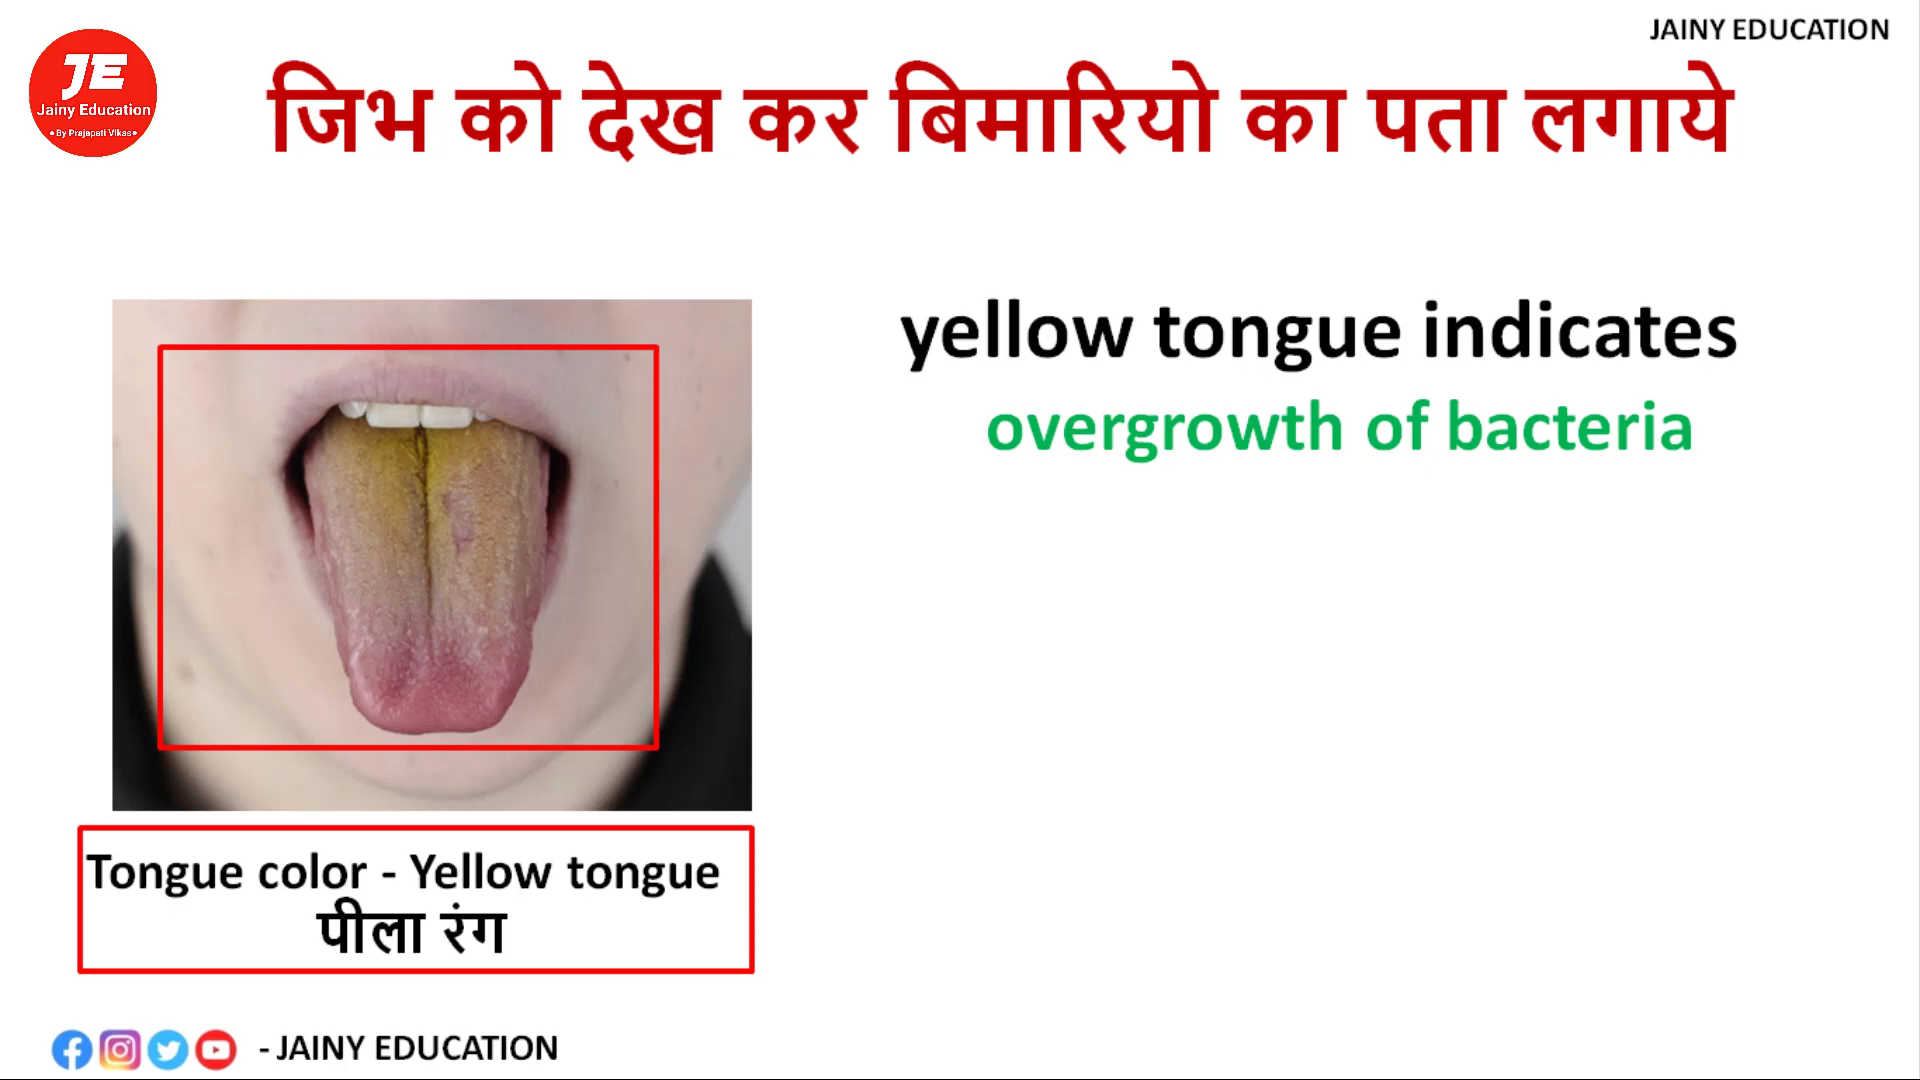 JAINY EDUCATION
JE
Jainy Education
• By Prajapati Vikas •
जिभ को देख कर बिमारियो का पता लगाये
yellow tongue indicates
overgrowth of bacteria
Tongue color - Yellow tongue
पीला रंग
- JAINY EDUCATION